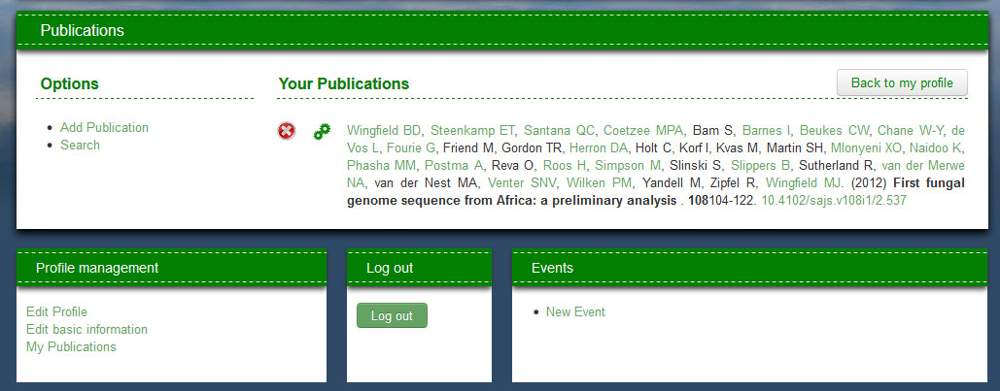 Publications
Options
Your Publications
Back to my profile
Add Publication
Search
Wingfield BD, Steenkamp ET, Santana QC, Coetzee MPA, Bam S, Barnes I, Beukes CW, Chane W-Y, de
Vos L, Fourie G, Friend M, Gordon TR, Herron DA, Holt C, Korf I, Kvas M, Martin SH, Mlonyeni XO, Naidoo K,
Phasha MM, Postma A, Reva O, Roos H, Simpson M, Slinski S, Slippers B, Sutherland R, van der Merwe
NA, van der Nest MA, Venter SNV, Wilken PM, Yandell M, Zipfel R, Wingfield MJ. (2012) First fungal
genome sequence from Africa: a preliminary analysis . 108104-122. 10.4102/sajs.v108i1/2.537
Profile management
Edit Profile
Edit basic information
My Publications
Log out
Log out
Events
New Event